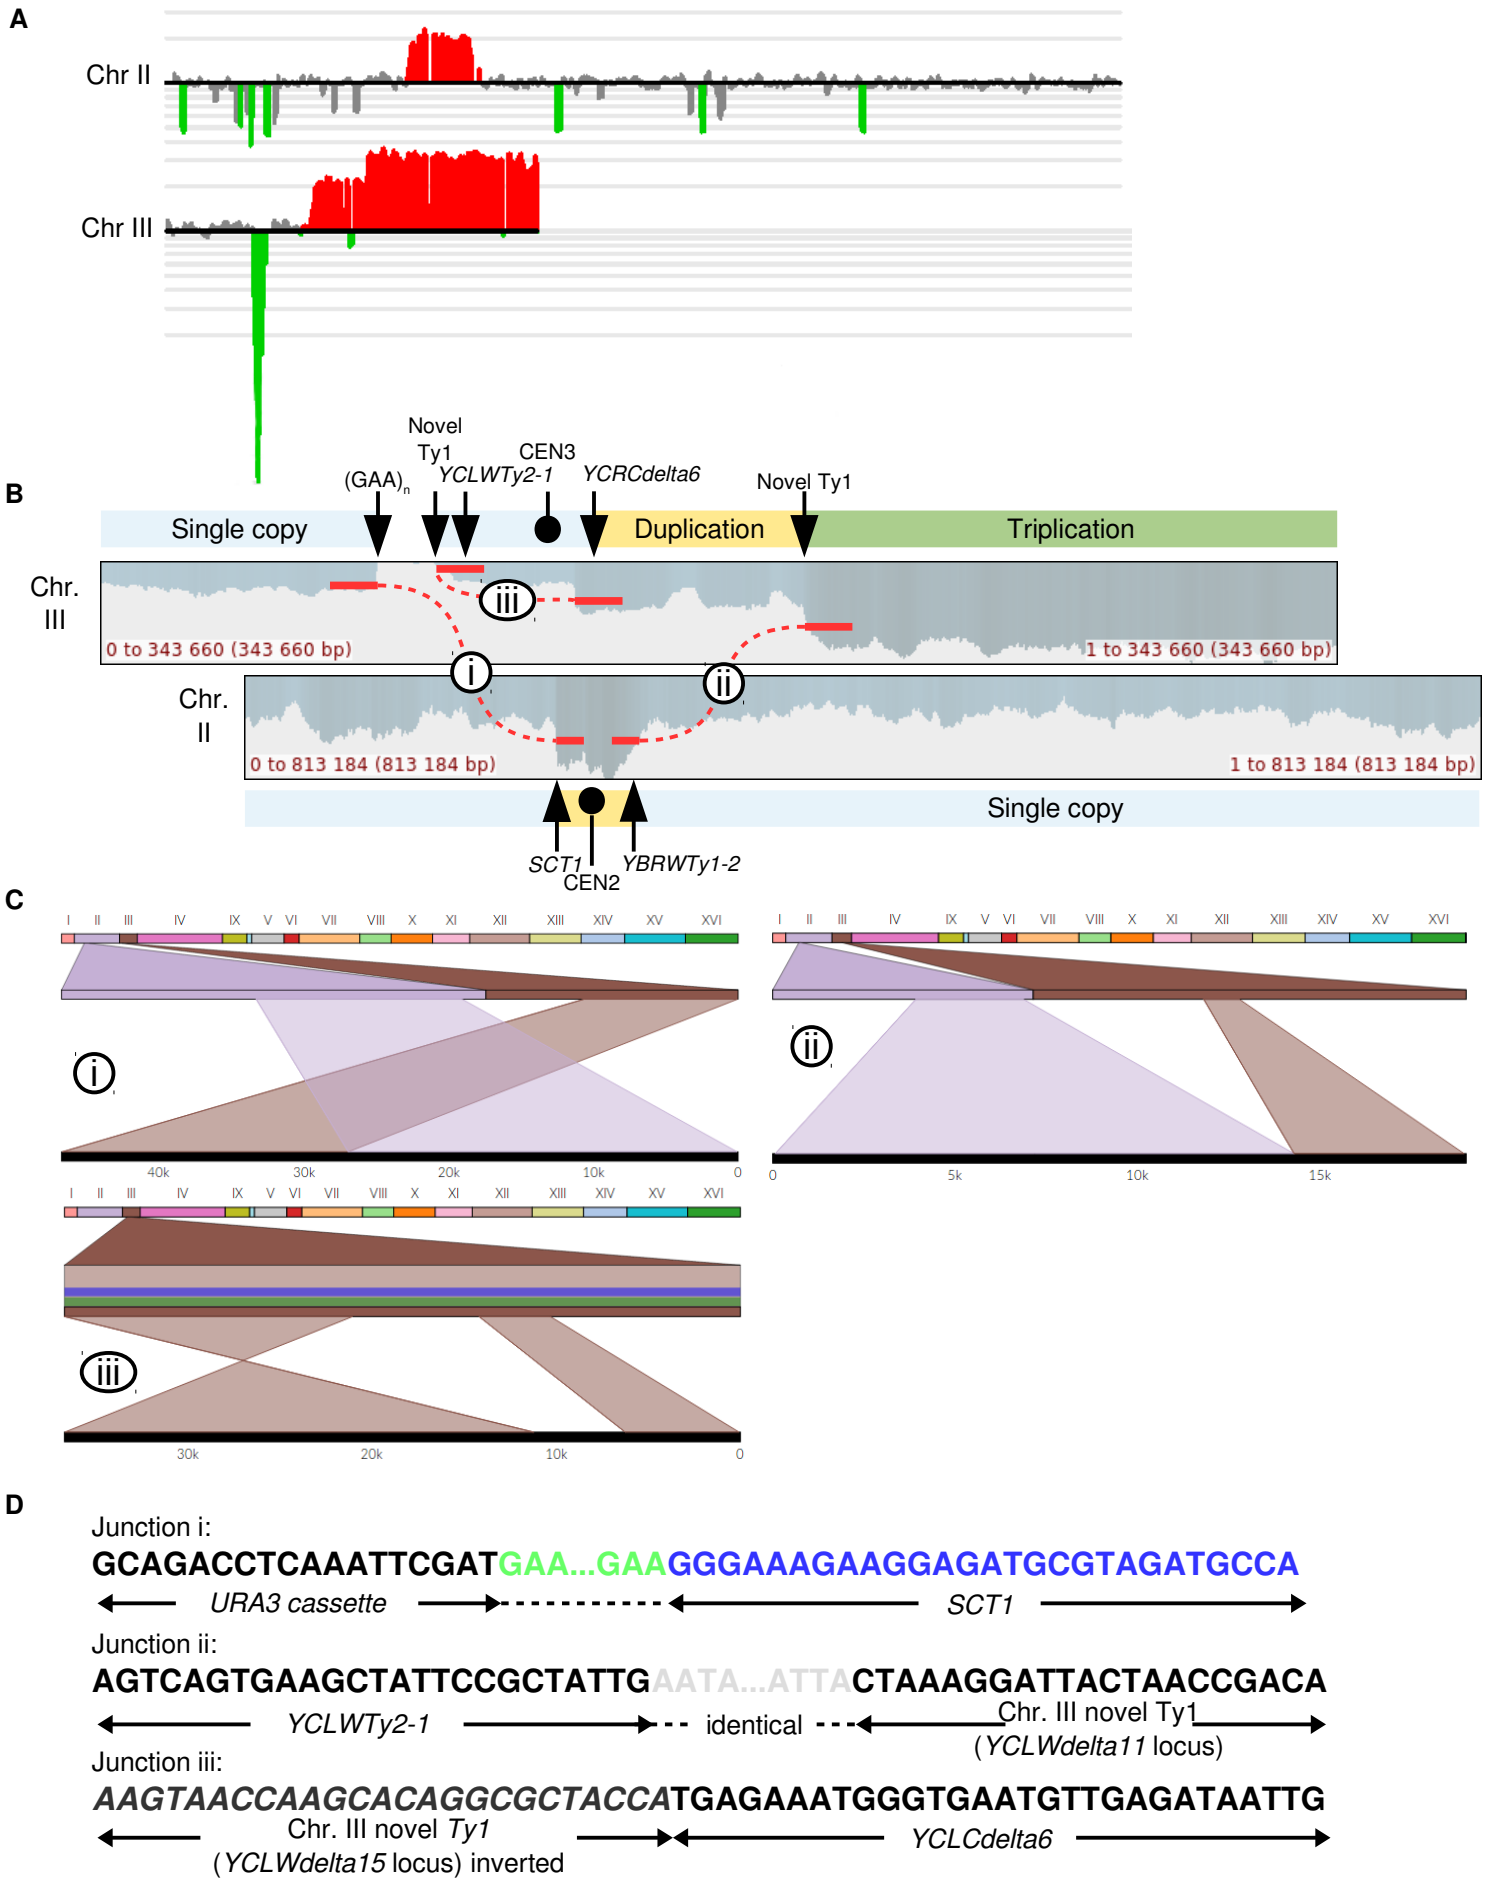 A
Chr II
Chr III
B
Novel
Ty1
(GAA)n
YCLWTy2-1
CEN3
YCRCdelta6
Novel Ty1
Single copy
Duplication
Triplication
Chr.
III
iii
0 to 343 660 (343 660 bp)
1 to 343 660 (343 660 bp)
i
ii
Chr.
II
0 to 813 184 (813 184 bp)
1 to 813 184 (813 184 bp)
Single copy
SCT1
CEN2
YBRWTy1-2
C
I II III IV IX V VI VII VIII X XI XII XIII XIV XV XVI
i
40k 30k 20k 10k 0
I II III IV IX V VI VII VIII X XI XII XIII XIV XV XVI
ii
0 5k 10k 15k
I II III IV IX V VI VII VIII X XI XII XIII XIV XV XVI
iii
30k 20k 10k 0
D
Junction i:
GCAGACCTCAAATTCGATGAA...GAAGGGAAAGAAGGAGATGCGTAGATGCCA
URA3 cassette
SCT1
Junction ii:
AGTCAGTGAAGCTATTCCGCTATTGAATA...ATTACTAAAGGATTACTAACCGACA
YCLWTy2-1
identical
Chr. III novel Ty1
(YCLWdelta11 locus)
Junction iii:
AAGTAACCAAGCACAGGCGCTACCATGAGAAATGGGTGAATGTTGAGATAATTG
Chr. III novel Ty1
(YCLWdelta15 locus) inverted
YCLCdelta6